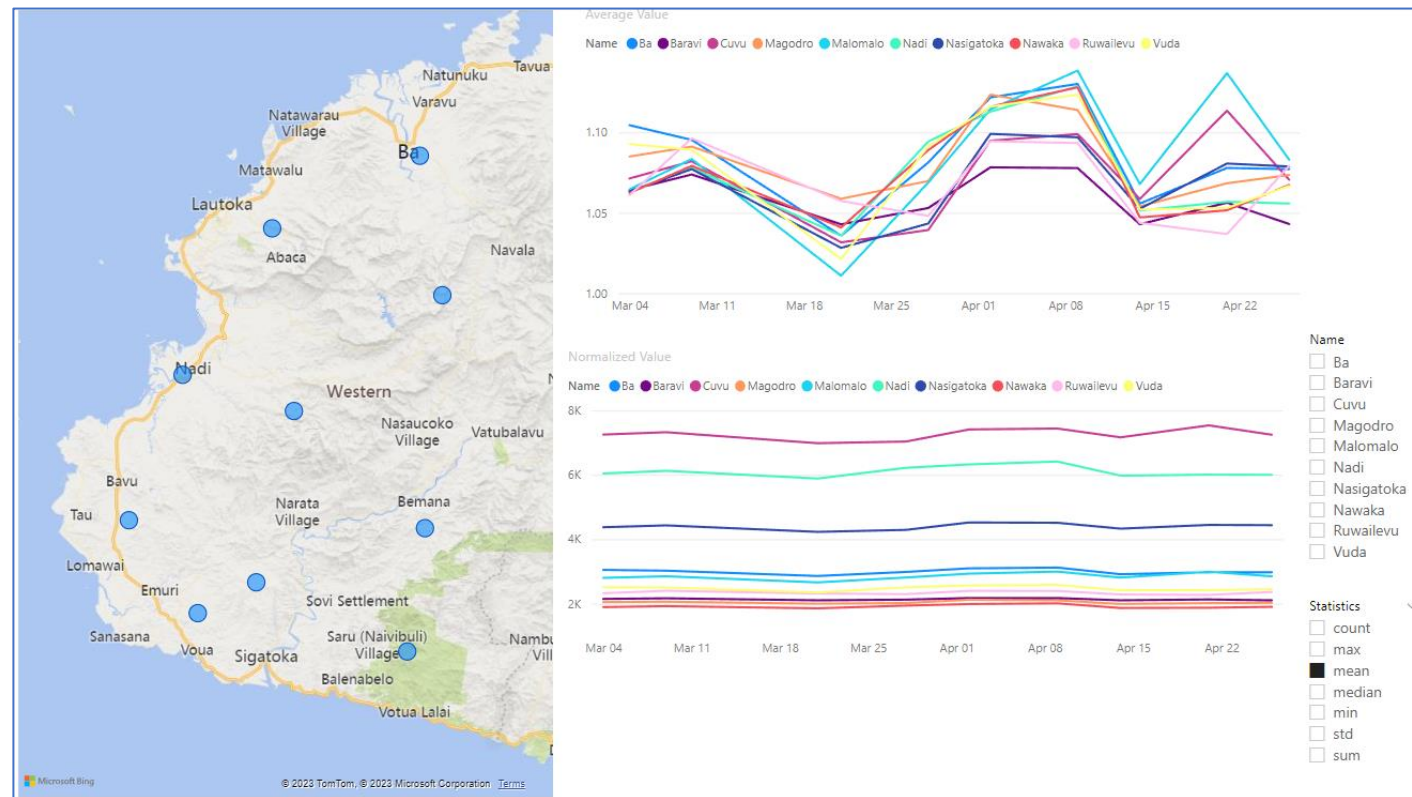 Natunuku
Tavua
Varavu
Natawarau
Village
Ba
Matawalu
Lautoka
Abaca
Navala
Nadi
Western
Nasaucoko
Village
Vatubalavu
Bavu
Tau
Narata
Village
Bemana
Lomawai
Emuri
Sovi Settlement
Sanasana
Voua
Sigatoka
Saru (Naivibuli)
Village
Nambu
Vill
Balenabelo
Votua Lalai
Microsoft Bing
© 2023 TomTom, © 2023 Microsoft Corporation Terms
Average Value
Name Ba Baravi Cuvu Magodro Malomalo Nadi Nasigatoka Nawaka Ruwailevu Vuda
1.10
1.05
1.00
Mar 04 Mar 11 Mar 18 Mar 25 Apr 01 Apr 08 Apr 15 Apr 22
Normalized Value
Name Ba Baravi Cuvu Magodro Malomalo Nadi Nasigatoka Nawaka Ruwailevu Vuda
8K
6K
4K
2K
Mar 04 Mar 11 Mar 18 Mar 25 Apr 01 Apr 08 Apr 15 Apr 22
Name
Ba
Baravi
Cuvu
Magodro
Malomalo
Nadi
Nasigatoka
Nawaka
Ruwailevu
Vuda
Statistics
count
max
mean
median
min
std
sum